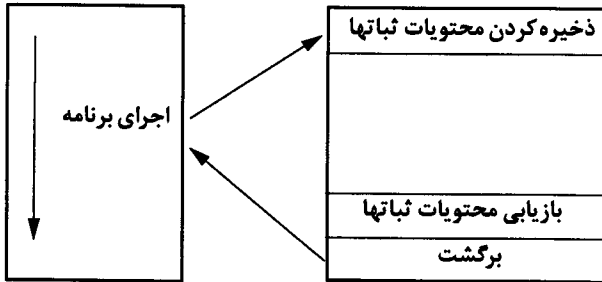 ذخیره کردن محتویات ثباتها
اجرای برنامه
بازیابی محتویات ثباتها
برگشت